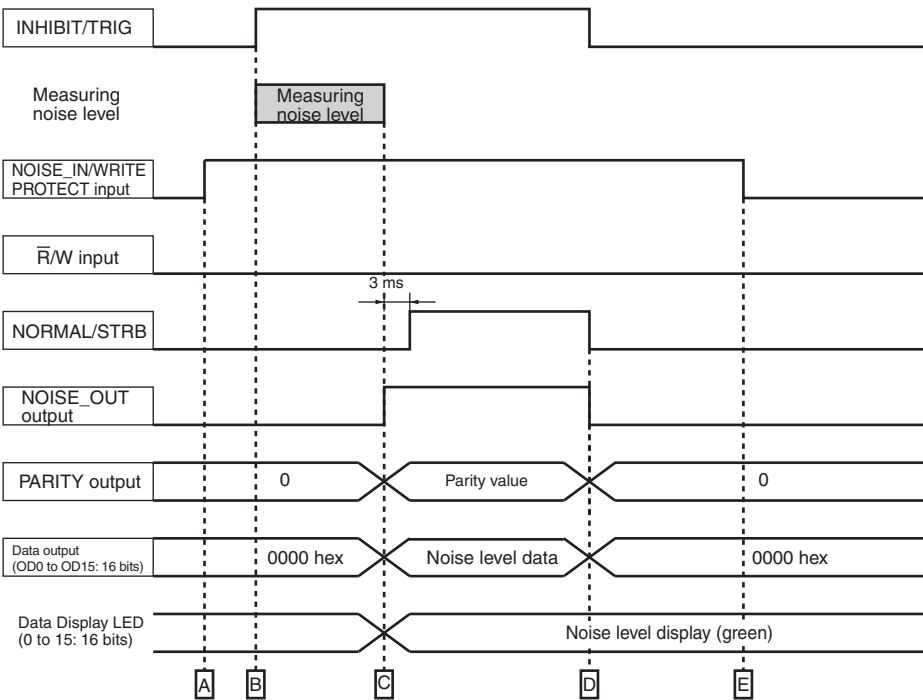 INHIBIT/TRIG
Measuring
noise level
Measuring
noise level
NOISE_IN/WRITE
PROTECT input
R̅/W input
3 ms
NORMAL/STRB
NOISE_OUT
output
PARITY output
0
Parity value
0
Data output
(OD0 to OD15: 16 bits)
0000 hex
Noise level data
0000 hex
Data Display LED
(0 to 15: 16 bits)
Noise level display (green)
A
B
C
D
E